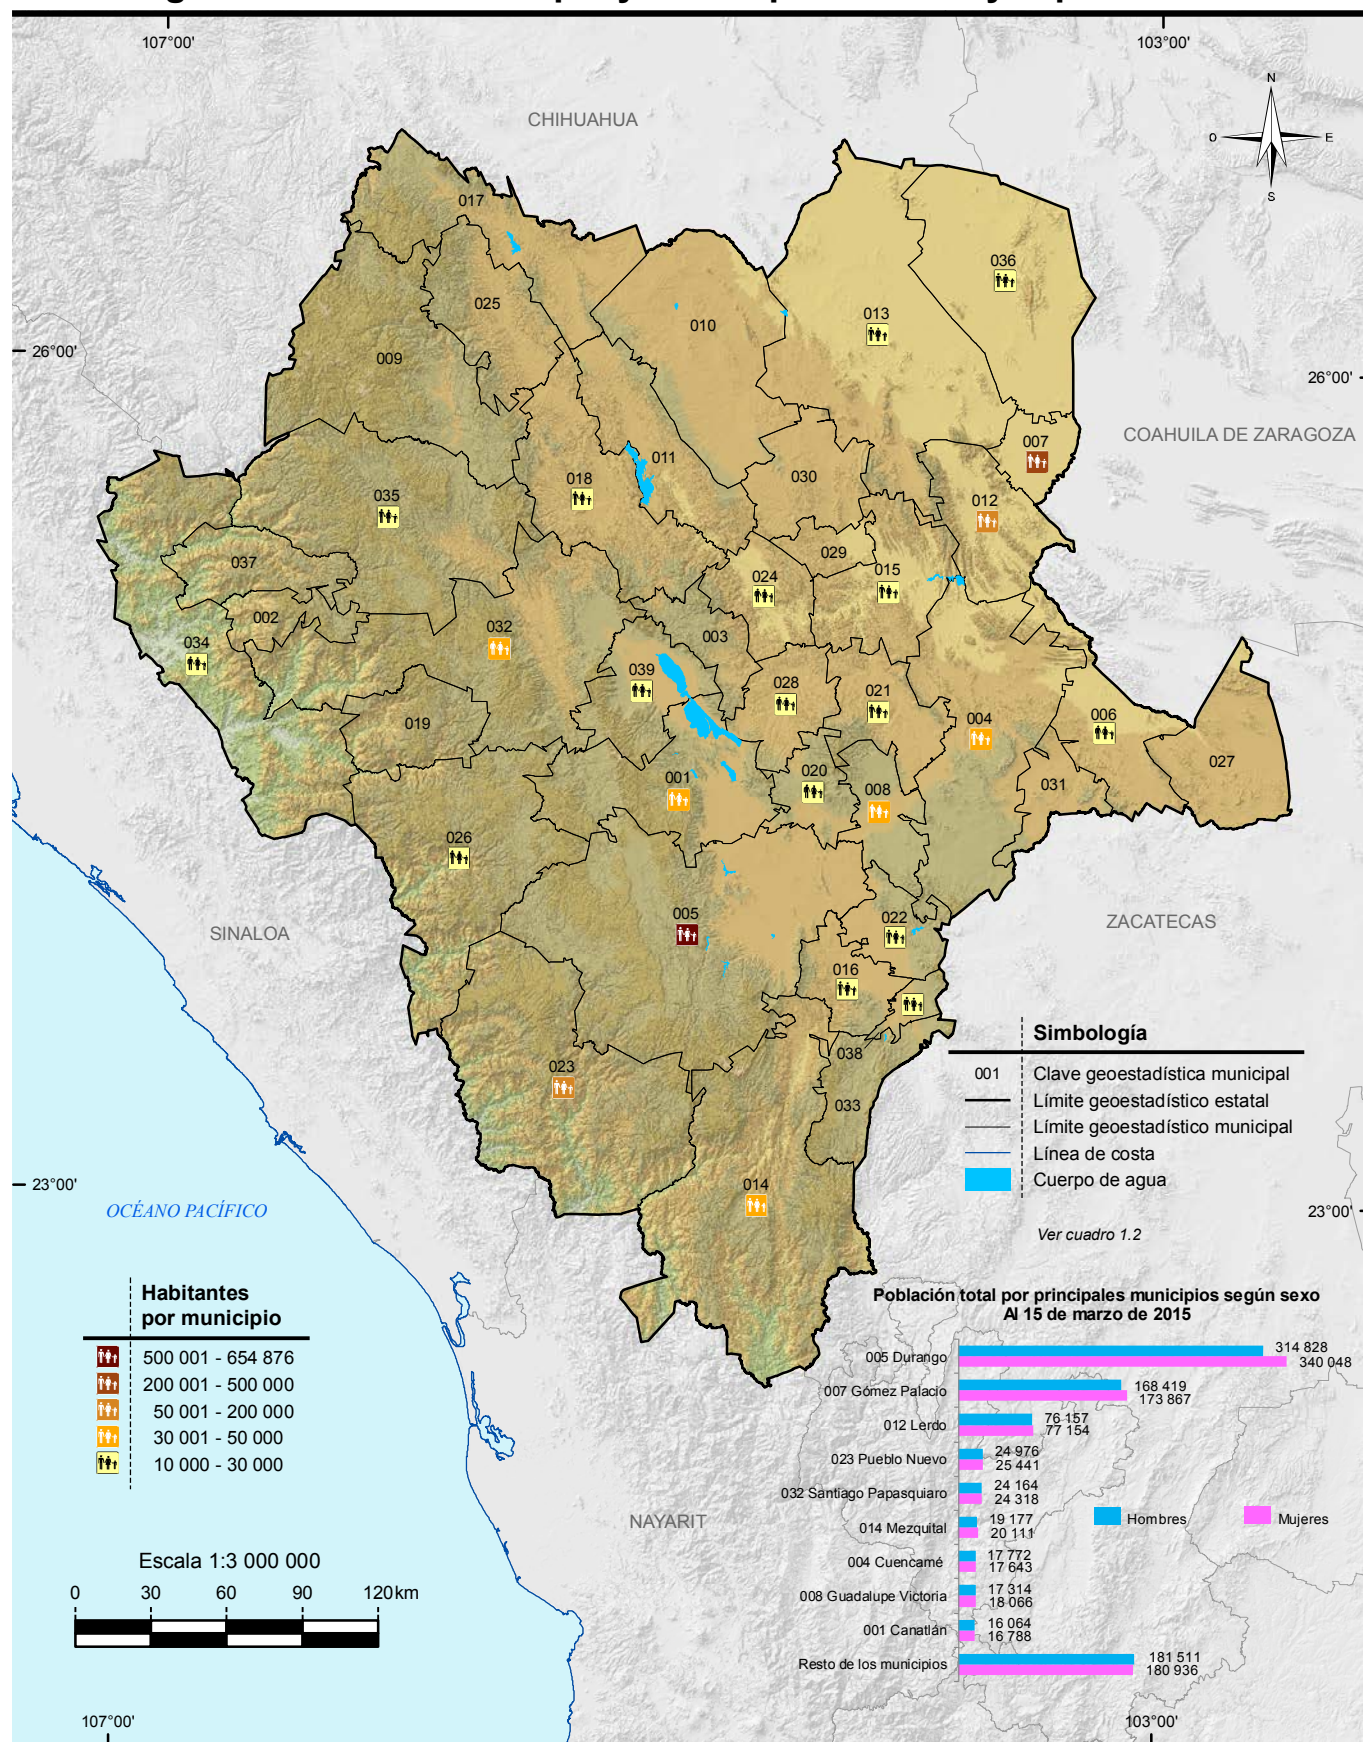 107°00'
103°00'
N
O
E
S
CHIHUAHUA
017
036
025
013
010
26°00'
009
26°00'
COAHUILA DE ZARAGOZA
007
011
018
030
035
012
029
037
015
024
002
032
003
034
039
028
021
004
006
019
027
001
020
008
031
026
005
022
SINALOA
ZACATECAS
016
038
023
033
014
23°00'
23°00'
OCÉANO PACÍFICO
NAYARIT
Simbología
001 Clave geoestadística municipal
Límite geoestadístico estatal
Límite geoestadístico municipal
Línea de costa
Cuerpo de agua
Ver cuadro 1.2
Habitantes
por municipio
500 001 - 654 876
200 001 - 500 000
50 001 - 200 000
30 001 - 50 000
10 000 - 30 000
Escala 1:3 000 000
0 30 60 90 120km
Población total por principales municipios según sexo
Al 15 de marzo de 2015
005 Durango 314 828
340 048
007 Gómez Palacio 168 419
173 867
012 Lerdo 76 157
77 154
023 Pueblo Nuevo 24 976
25 441
032 Santiago Papasquiaro 24 164
24 318
014 Mezquital 19 177
20 111
004 Cuencamé 17 772
17 643
008 Guadalupe Victoria 17 314
18 066
001 Canatlán 16 064
16 788
Resto de los municipios 181 511
180 936
Hombres
Mujeres
107°00'
103°00'